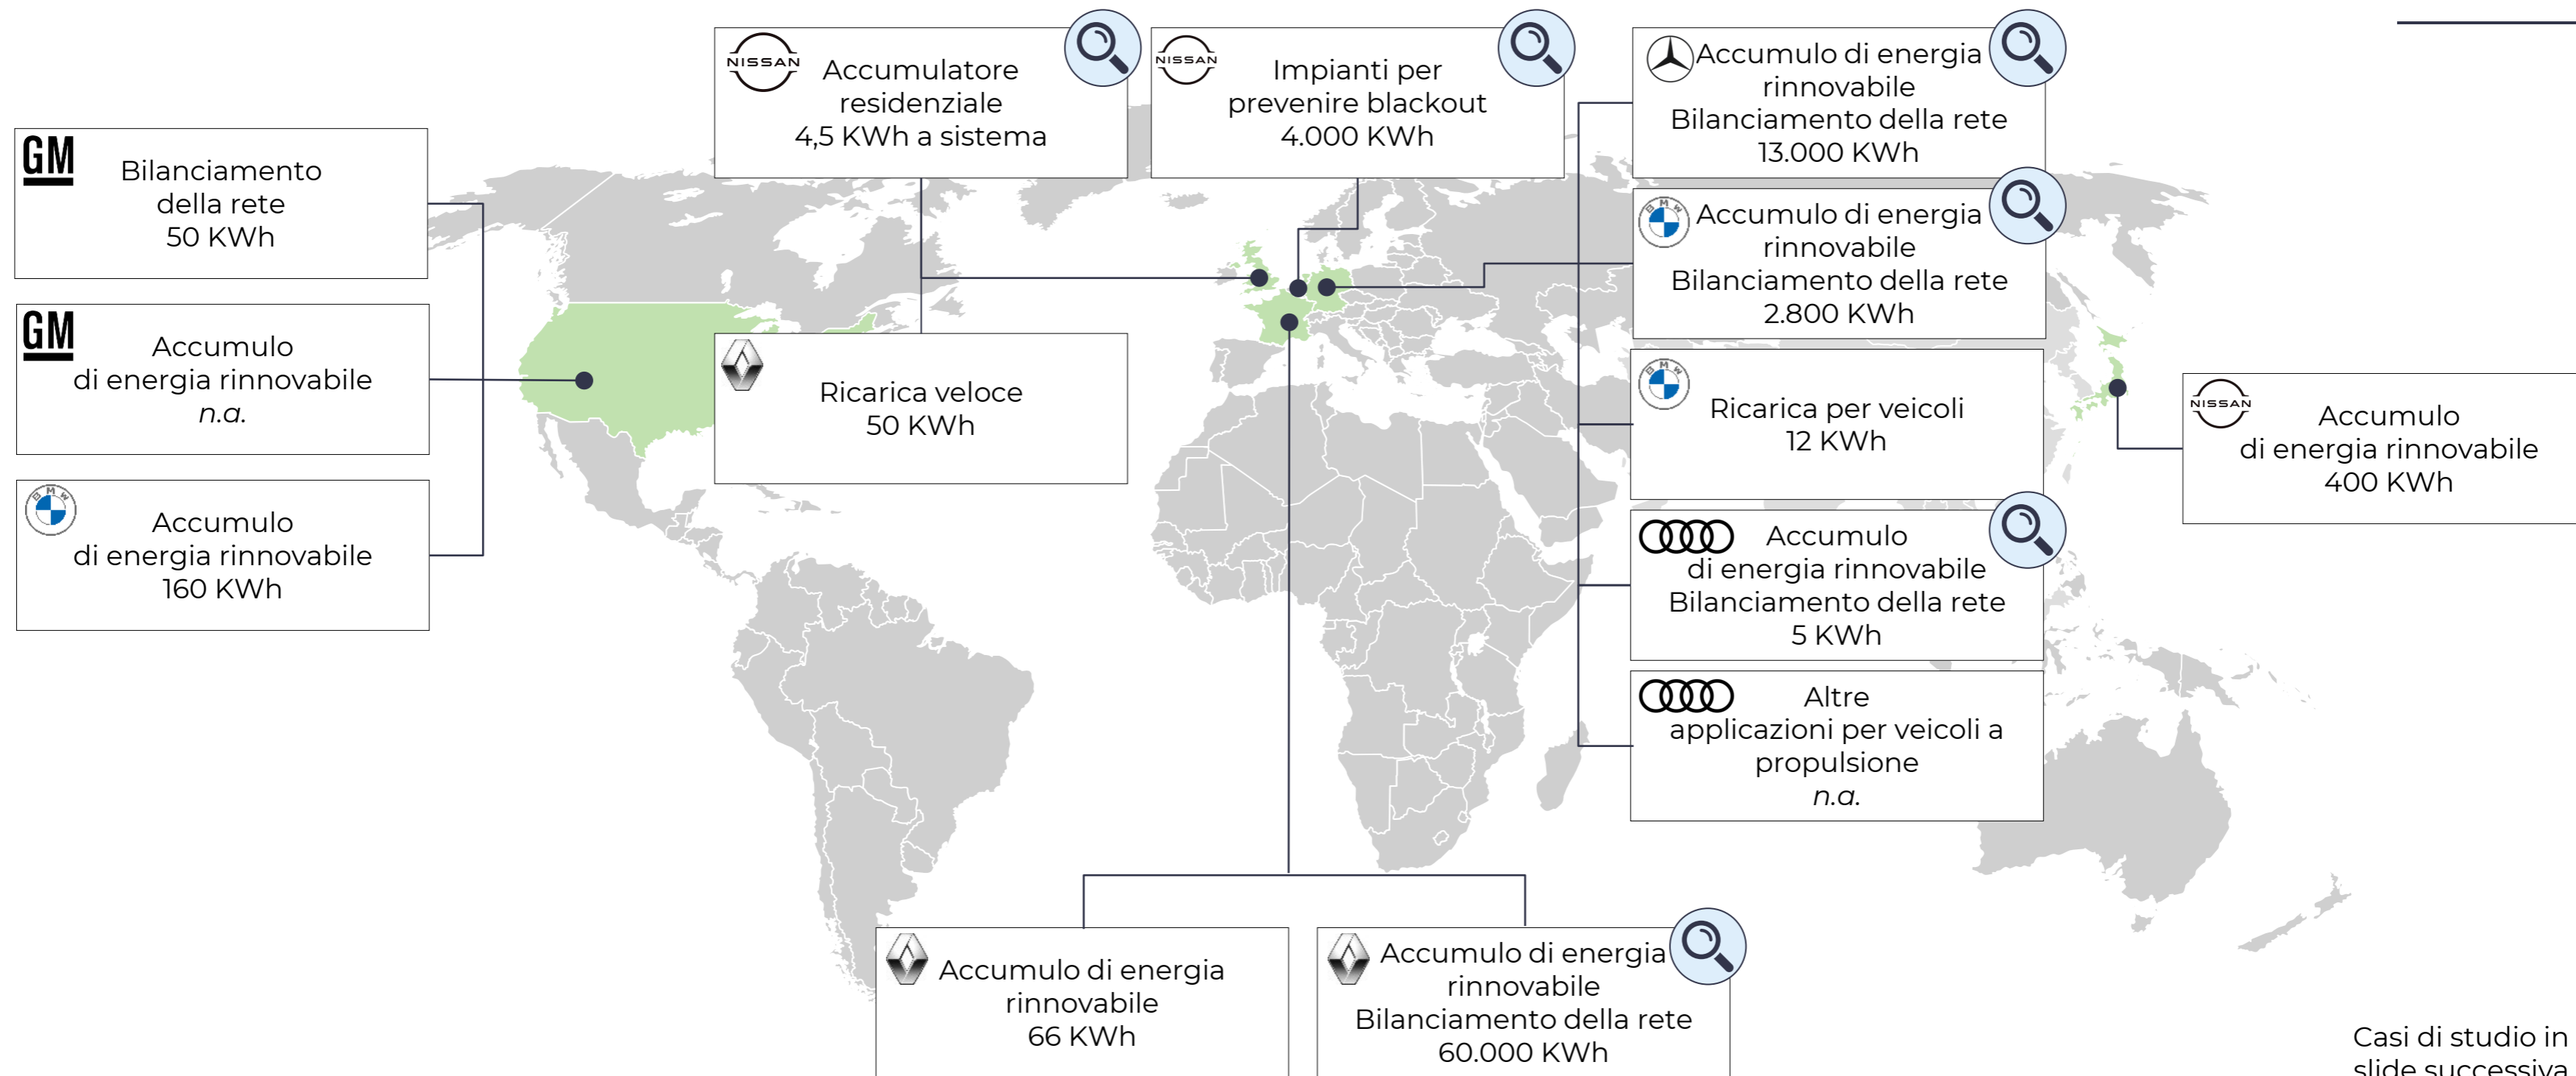 GM
Bilanciamento
della rete
50 KWh
GM
Accumulo
di energia rinnovabile
n.a.
BMW
Accumulo
di energia rinnovabile
160 KWh
NISSAN
Accumulatore
residenziale
4,5 KWh a sistema
Ricarica veloce
50 KWh
NISSAN
Impianti per
prevenire blackout
4.000 KWh
Accumulo di energia
rinnovabile
Bilanciamento della rete
13.000 KWh
BMW
Accumulo di energia
rinnovabile
Bilanciamento della rete
2.800 KWh
BMW
Ricarica per veicoli
12 KWh
Accumulo
di energia rinnovabile
Bilanciamento della rete
5 KWh
Altre
applicazioni per veicoli a
propulsione
n.a.
NISSAN
Accumulo
di energia rinnovabile
400 KWh
Accumulo di energia
rinnovabile
66 KWh
Accumulo di energia
rinnovabile
Bilanciamento della rete
60.000 KWh
Casi di studio in
slide successiva